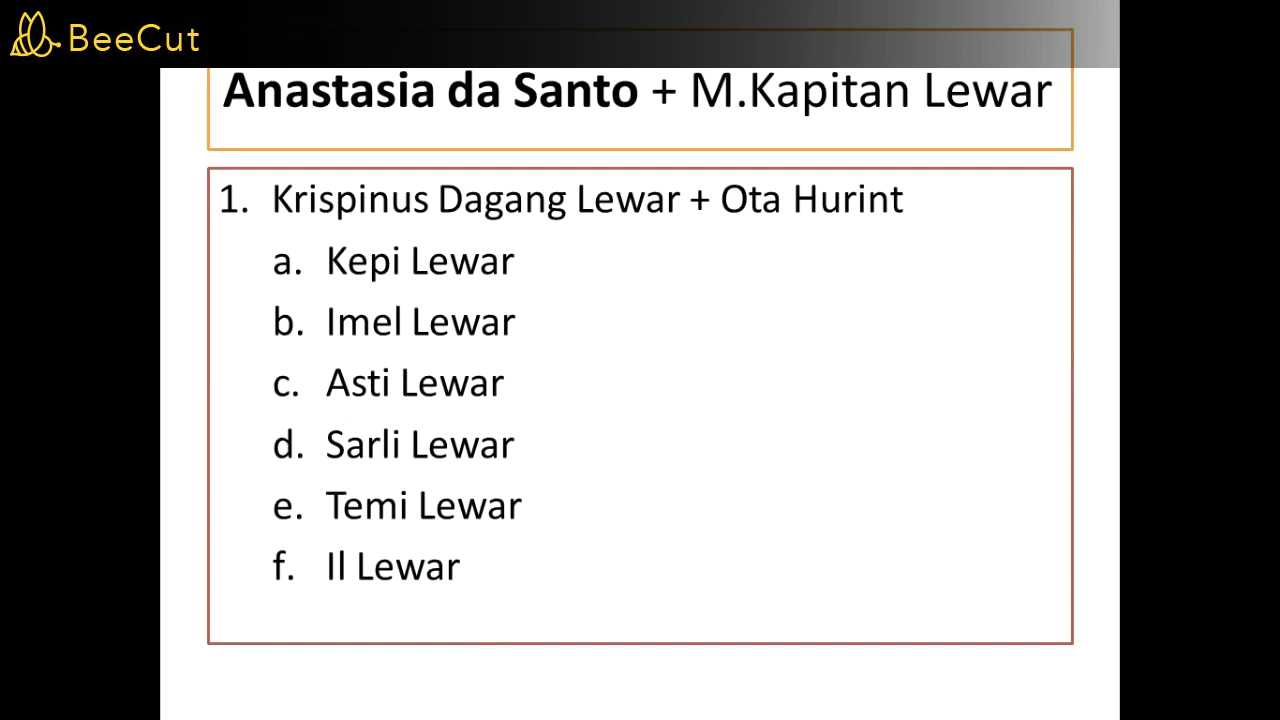 BeeCut
Anastasia da Santo + M.Kapitan Lewar
1. Krispinus Dagang Lewar + Ota Hurint
a. Kepi Lewar
b. Imel Lewar
c. Asti Lewar
d. Sarli Lewar
e. Temi Lewar
f. Il Lewar